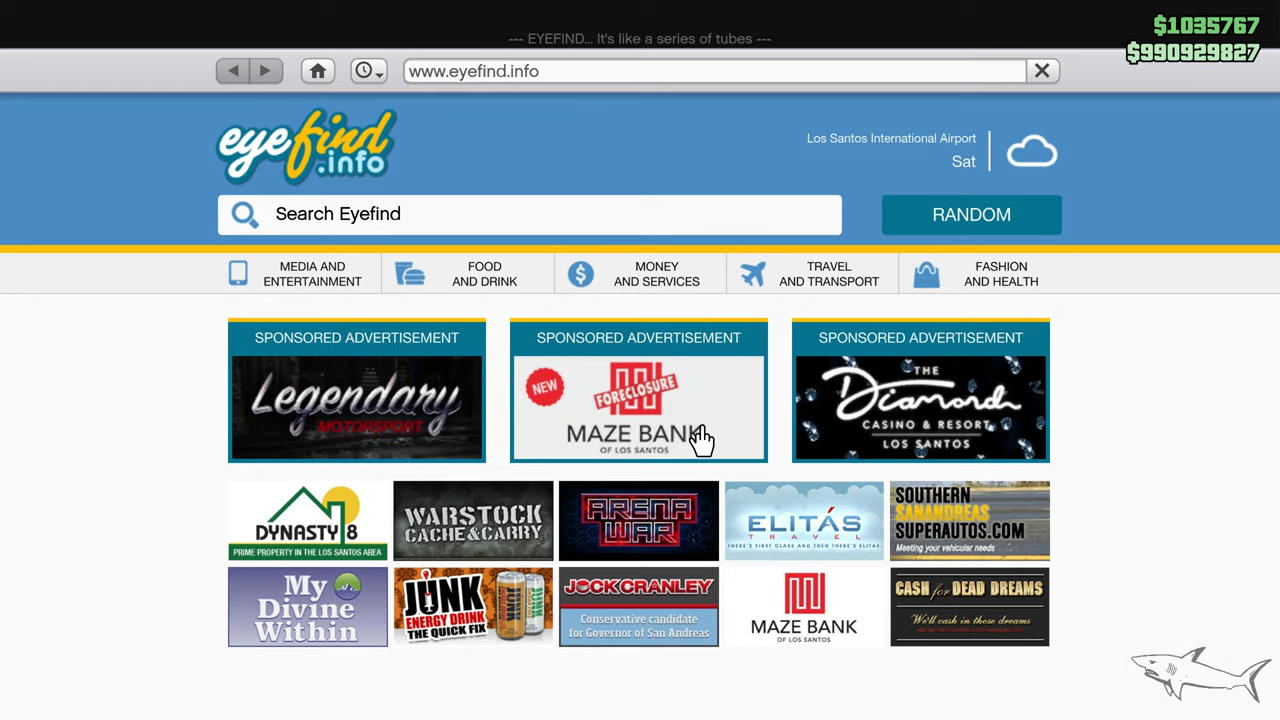 $1035767
--- EYEFIND... It's like a series of tubes ---
$990929827
www.eyefind.info
eyefind
.info
Los Santos International Airport
Sat
Search Eyefind
RANDOM
MEDIA AND
ENTERTAINMENT
FOOD
AND DRINK
MONEY
AND SERVICES
TRAVEL
AND TRANSPORT
FASHION
AND HEALTH
SPONSORED ADVERTISEMENT
Legendary
MOTORSPORT
SPONSORED ADVERTISEMENT
NEW
FORECLOSURE
MAZE BANK
OF LOS SANTOS
SPONSORED ADVERTISEMENT
THE
Diamond
CASINO & RESORT
LOS SANTOS
DYNASTY 8
PRIME PROPERTY IN THE LOS SANTOS AREA
WARSTOCK
CACHE & CARRY
ARENA
WAR
ELITÁS
TRAVEL
THERE'S FIRST CLASS AND THEN THERE'S ELITAS.
SOUTHERN
SANANDREAS
SUPERAUTOS.COM
Meeting your vehicular needs
My
Divine
Within
JUNK
ENERGY DRINK
THE QUICK FIX
JOCK CRANLEY
Conservative candidate
for Governor of San Andreas
MAZE BANK
OF LOS SANTOS
CASH for DEAD DREAMS
We'll cash in those dreams